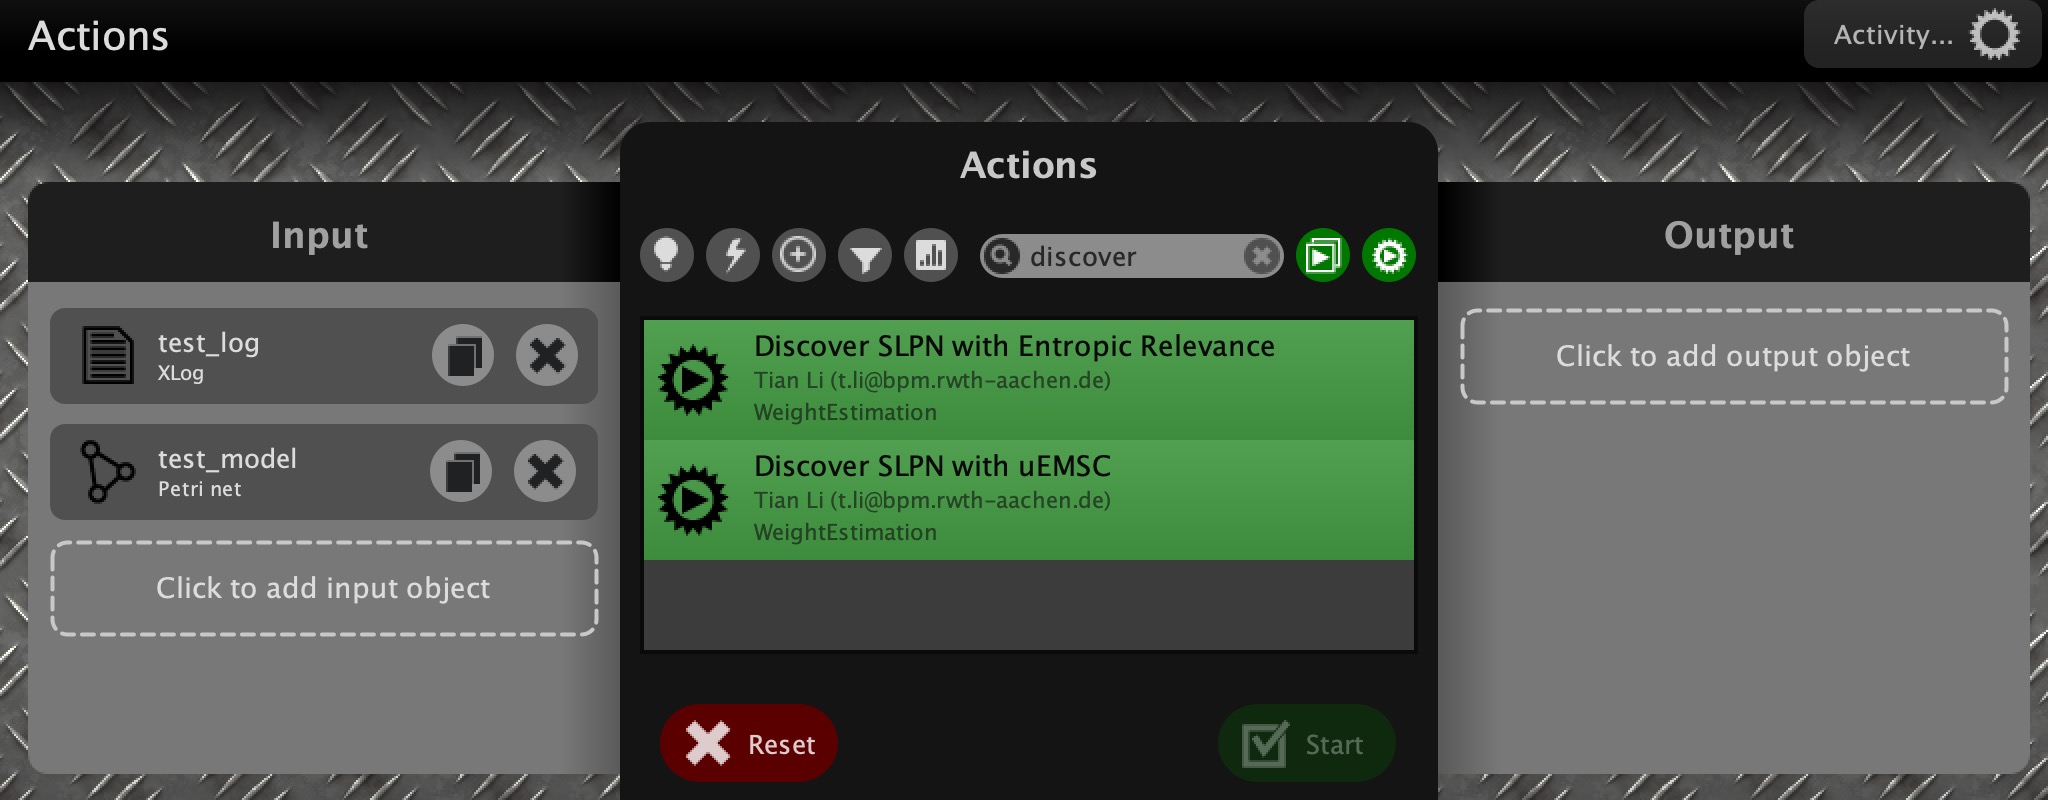 Actions
Activity...
Actions
Input
Output
discover
test_log
XLog
test_model
Petri net
Click to add input object
Discover SLPN with Entropic Relevance
Tian Li (t.li@bpm.rwth-aachen.de)
WeightEstimation
Discover SLPN with uEMSC
Tian Li (t.li@bpm.rwth-aachen.de)
WeightEstimation
Click to add output object
Reset
Start